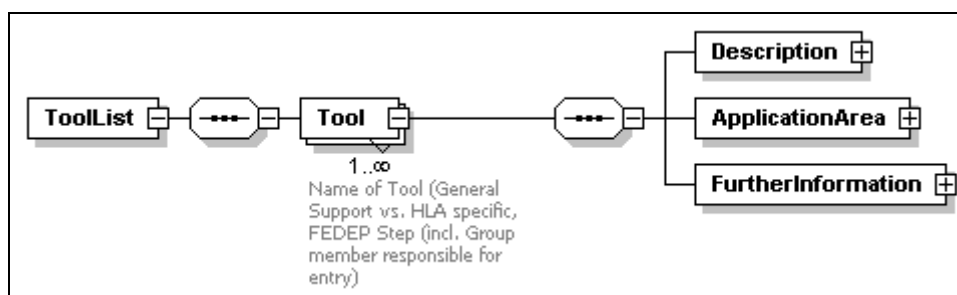 ToolList
Tool
1..∞
Name of Tool (General
Support vs. HLA specific,
FEDEP Step (incl. Group
member responsible for
entry)
Description
ApplicationArea
FurtherInformation